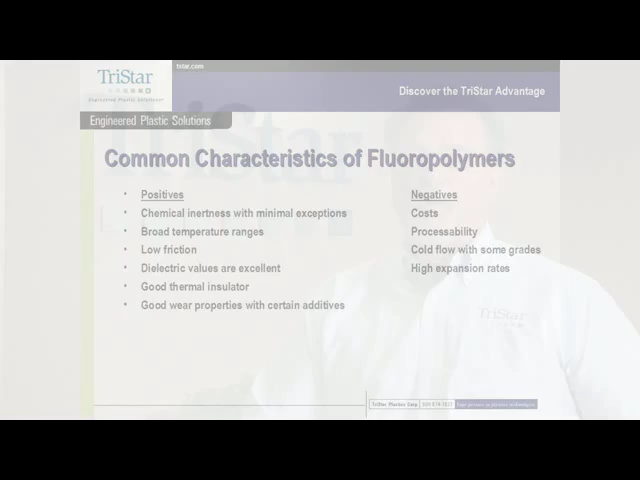 tstar.com
TriStar
Engineered Plastic Solutions
Discover the TriStar Advantage
Engineered Plastic Solutions
TriStar
Common Characteristics of Fluoropolymers
Positives
Chemical inertness with minimal exceptions
Broad temperature ranges
Low friction
Dielectric values are excellent
Good thermal insulator
Good wear properties with certain additives
Negatives
Costs
Processability
Cold flow with some grades
High expansion rates
TriStar
TriStar Plastics Corp.